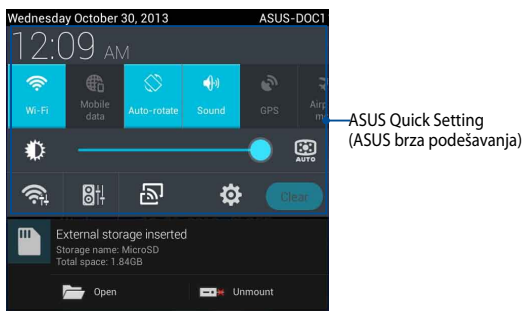 Wednesday October 30, 2013 ASUS-DOC1
12:09 AM
Wi-Fi Mobile data Auto-rotate Sound GPS
ASUS Quick Setting
(ASUS brza podešavanja)
AUTO
Clear
External storage inserted
Storage name: MicroSD
Total space: 1.84GB
Open Unmount